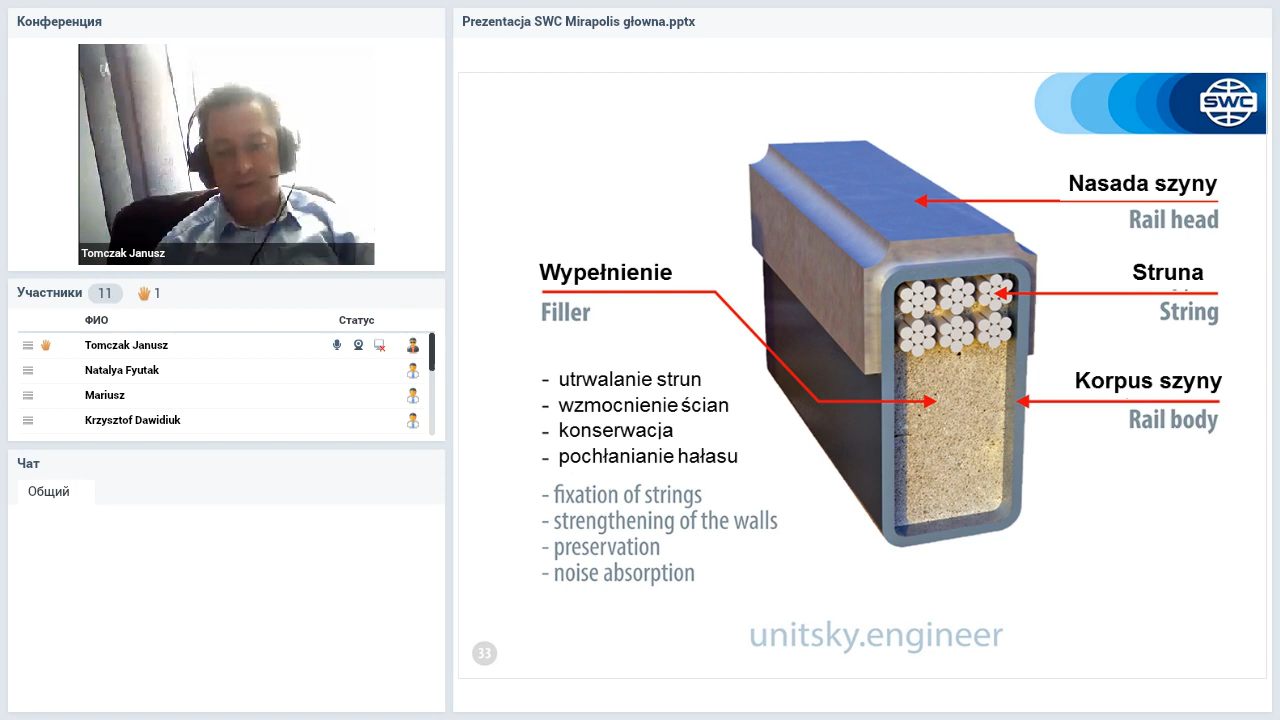 Конференция
Tomczak Janusz
Участники 11 1
ФИО Статус
Tomczak Janusz
Natalya Fyutak
Mariusz
Krzysztof Dawidiuk
Чат
Общий
Prezentacja SWC Mirapolis głowna.pptx
SWC
Nasada szyny
Rail head
Wypełnienie
Filler
Struna
String
Korpus szyny
Rail body
- utrwalanie strun
- wzmocnienie ścian
- konserwacja
- pochłanianie hałasu
- fixation of strings
- strengthening of the walls
- preservation
- noise absorption
unitsky.engineer
33